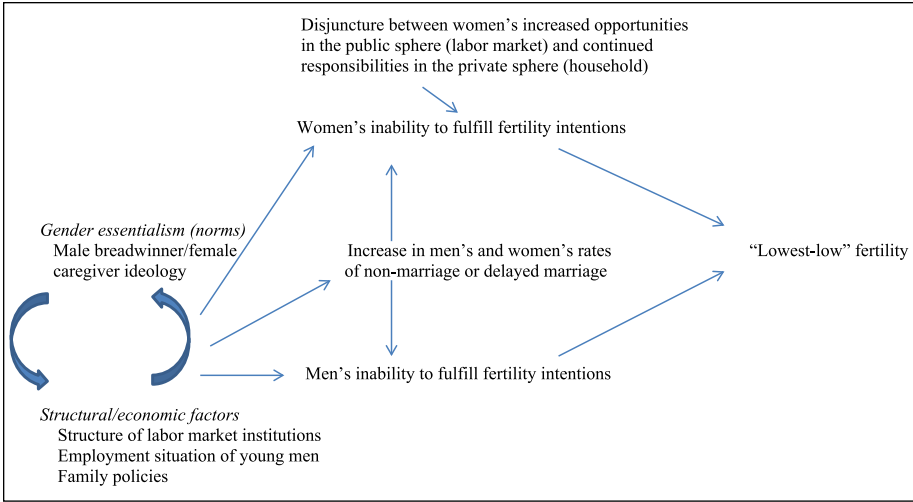 Disjuncture between women’s increased opportunities
in the public sphere (labor market) and continued
responsibilities in the private sphere (household)
Women’s inability to fulfill fertility intentions
Gender essentialism (norms)
Male breadwinner/female
caregiver ideology
Increase in men’s and women’s rates
of non-marriage or delayed marriage
“Lowest-low” fertility
Men’s inability to fulfill fertility intentions
Structural/economic factors
Structure of labor market institutions
Employment situation of young men
Family policies